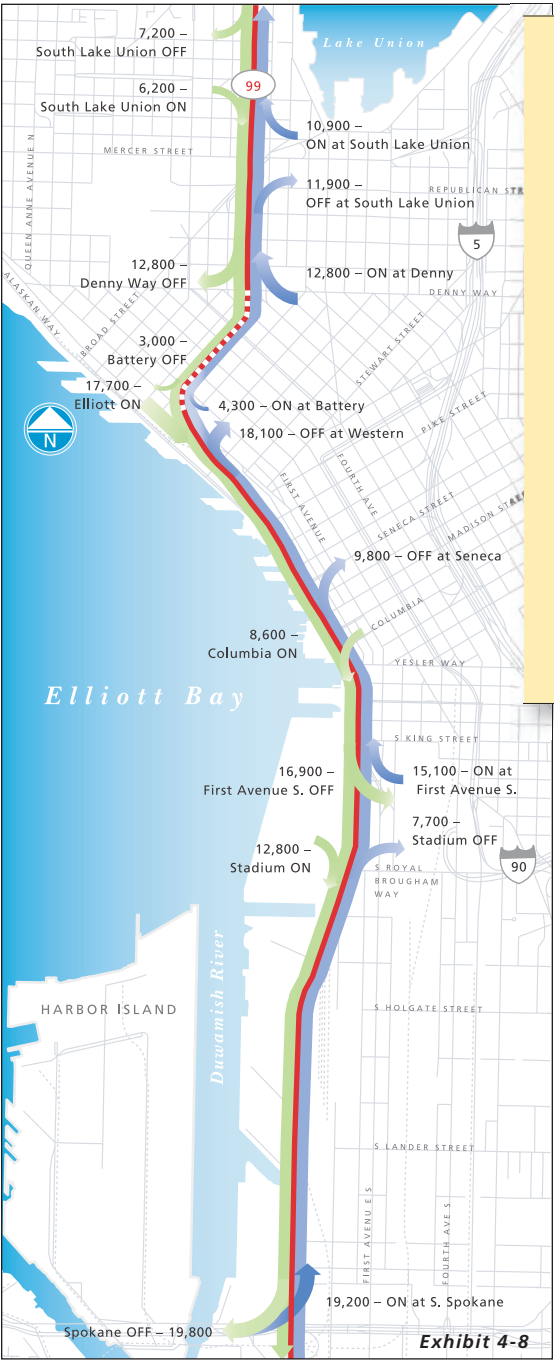 7,200 –
South Lake Union OFF
Lake Union
6,200 –
South Lake Union ON
99
10,900 –
ON at South Lake Union
MERCER STREET
QUEEN ANNE AVENUE N
11,900 –
OFF at South Lake Union
REPUBLICAN STR
5
12,800 –
Denny Way OFF
12,800 – ON at Denny
DENNY WAY
ALASKAN WAY
BROAD STREET
3,000 –
Battery OFF
STEWART STREET
17,700 –
Elliott ON
4,300 – ON at Battery
PIKE STREET
N
18,100 – OFF at Western
FIRST AVENUE
FOURTH AVE
SENECA STREET
MADISON STRE
9,800 – OFF at Seneca
COLUMBIA
8,600 –
Columbia ON
YESLER WAY
Elliott Bay
S KING STREET
16,900 –
First Avenue S. OFF
15,100 – ON at
First Avenue S.
7,700 –
Stadium OFF
12,800 –
Stadium ON
90
S ROYAL
BROUGHAM
WAY
Duwamish River
HARBOR ISLAND
S HOLGATE STREET
S LANDER STREET
FIRST AVENU E S
FOURTH AVE S
19,200 – ON at S. Spokane
Spokane OFF – 19,800
Exhibit 4-8